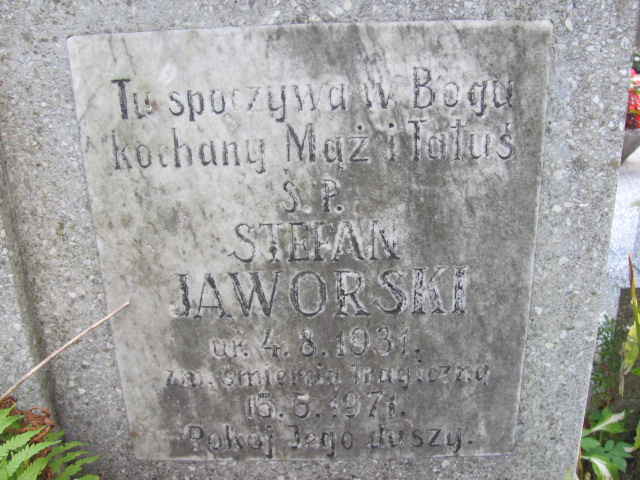 Tu spoczywa w Bogu
kochany Mąż i Tatuś
Ś. P.
STEFAN
JAWORSKI
ur. 4. 8. 1931.
zm. śmiercią Tragiczną
15. 5. 1971.
Pokój Jego duszy.